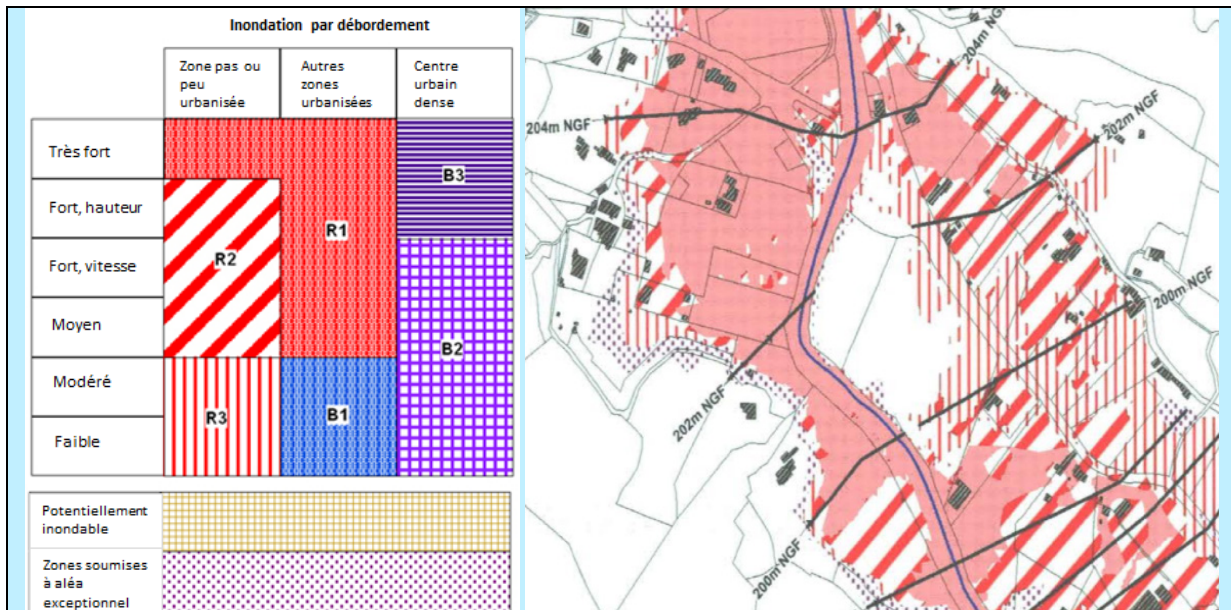 Inondation par débordement
Zone pas ou
peu
urbanisée
Autres
zones
urbanisées
Centre
urbain
dense
Très fort
Fort, hauteur
Fort, vitesse
Moyen
Modéré
Faible
R2
R1
B3
B2
R3
B1
Potentiellement
inondable
Zones soumises
à aléa
exceptionnel
204m NGF
204m NGF
202m NGF
200m NGF
202m NGF
200m NGF